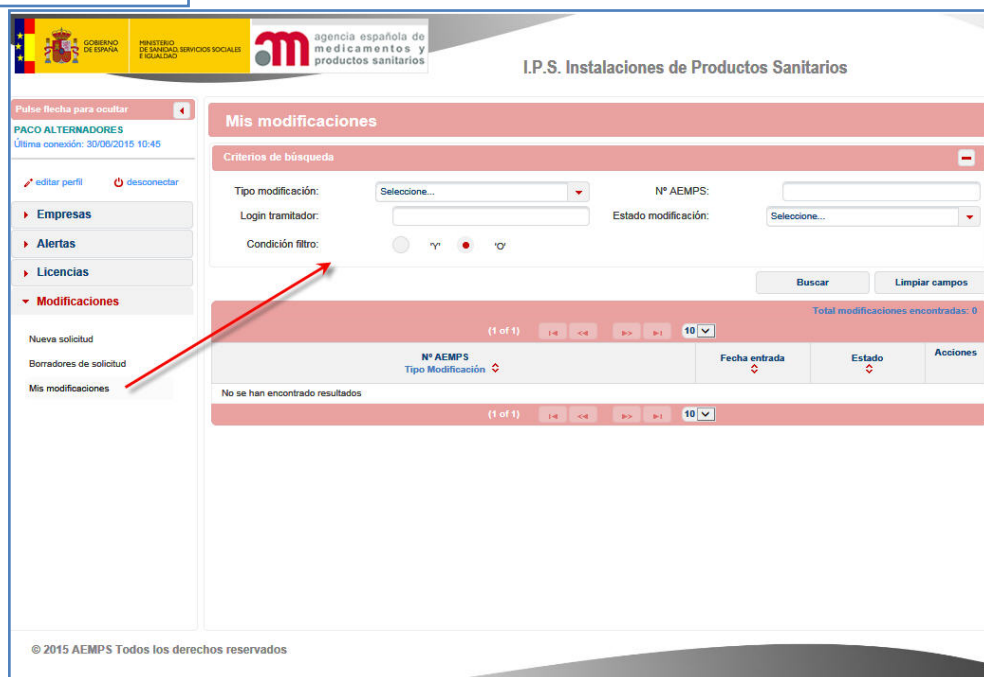 GOBIERNO
DE ESPAÑA
MINISTERIO
DE SANIDAD, SERVICIOS SOCIALES
E IGUALDAD
agencia española de
medicamentos y
productos sanitarios
I.P.S. Instalaciones de Productos Sanitarios
Pulse flecha para ocultar
PACO ALTERNADORES
Última conexión: 30/06/2015 10:45
editar perfil desconectar
Empresas
Alertas
Licencias
Modificaciones
Nueva solicitud
Borradores de solicitud
Mis modificaciones
Mis modificaciones
Criterios de búsqueda
Tipo modificación: Seleccione... Nº AEMPS:
Login tramitador: Estado modificación: Seleccione...
Condición filtro: 'Y' 'O'
Buscar Limpiar campos
Total modificaciones encontradas: 0
(1 of 1) 10
Nº AEMPS
Tipo Modificación
Fecha entrada Estado Acciones
No se han encontrado resultados
(1 of 1) 10
© 2015 AEMPS Todos los derechos reservados